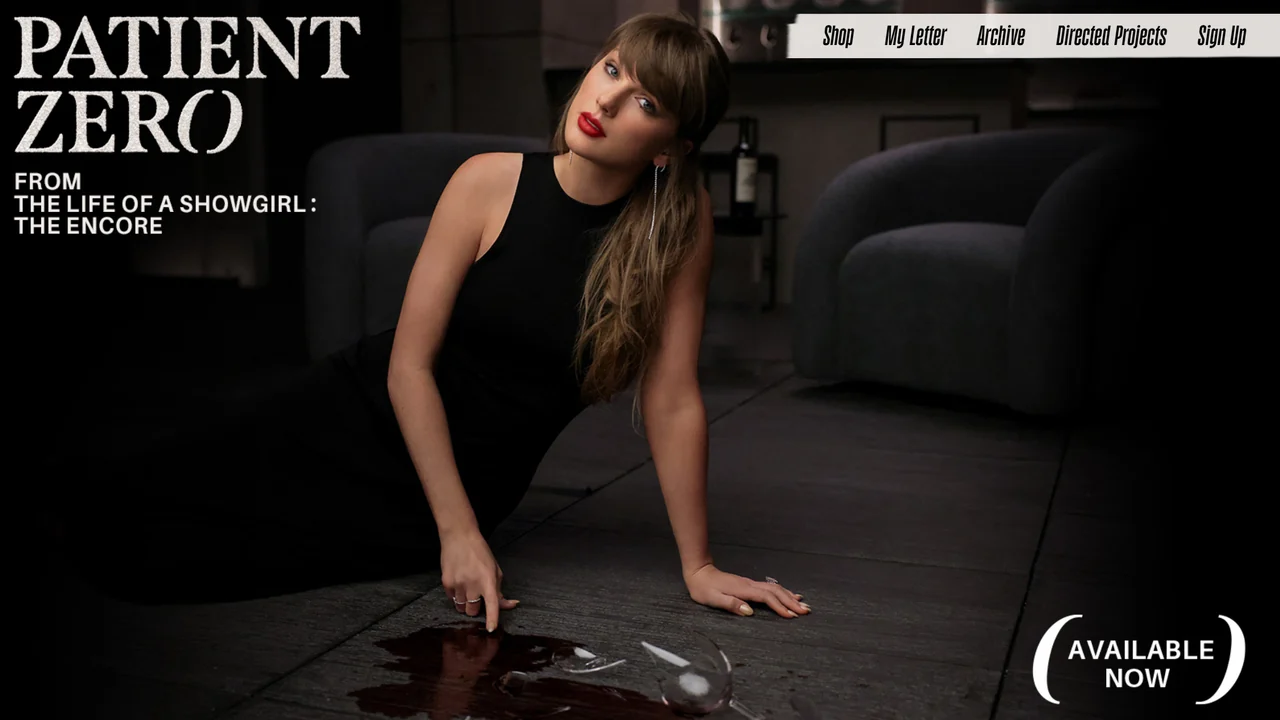 PATIENT
ZERO
FROM
THE LIFE OF A SHOWGIRL:
THE ENCORE
Shop
My Letter
Archive
Directed Projects
Sign Up
(AVAILABLE
NOW)